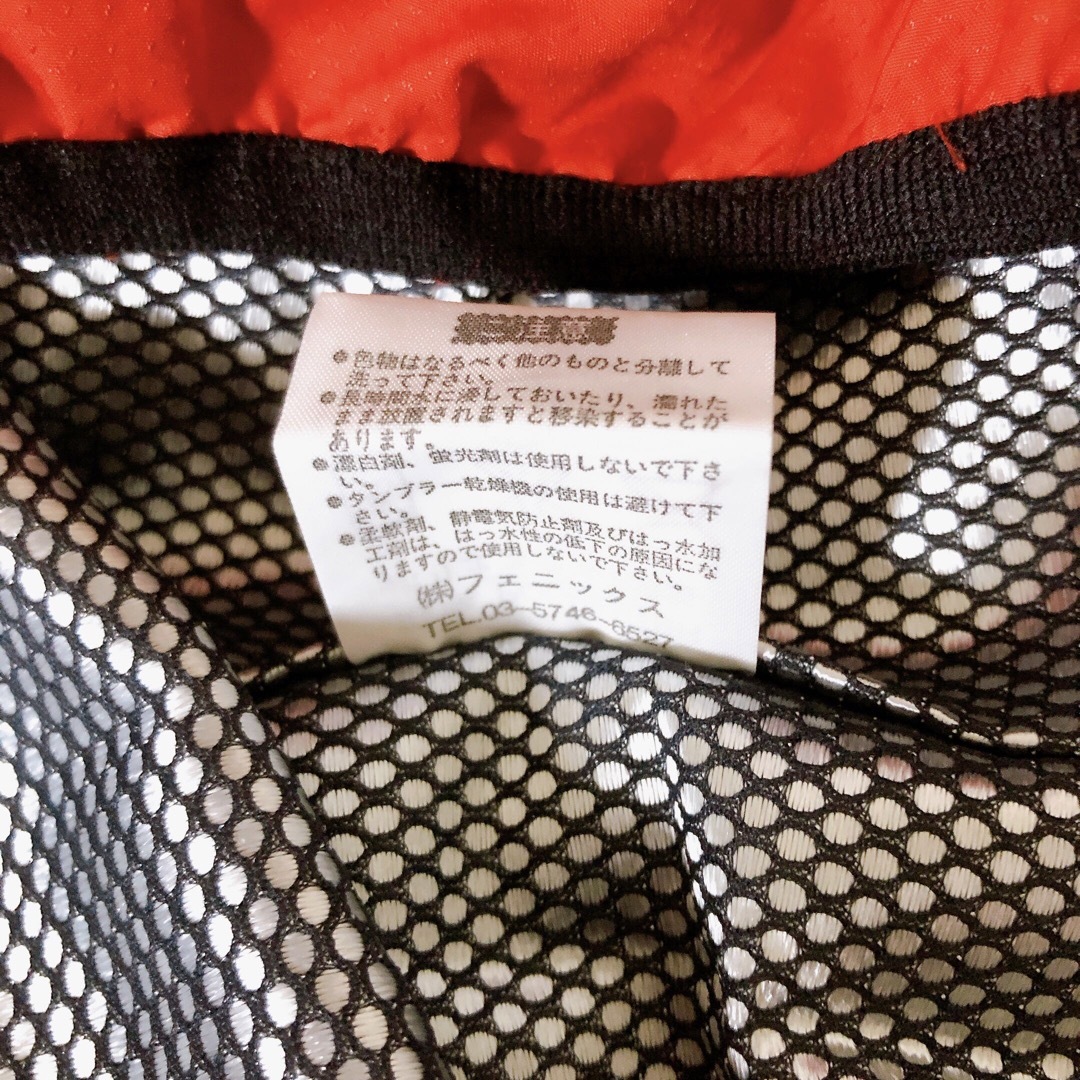 ご注意
●色物はなるべく他のものと分離して
洗って下さい。
●長時間水に浸しておいたり、濡れた
まま放置されますと移染することが
あります。
●漂白剤、蛍光剤は使用しないで下さ
い。
●タンブラー乾燥機の使用は避けて下
さい。
●柔軟剤、静電気防止剤及びはっ水加
工剤は、はっ水性の低下の原因にな
りますので使用しないで下さい。
㈱フェニックス
TEL.03-5746-6527